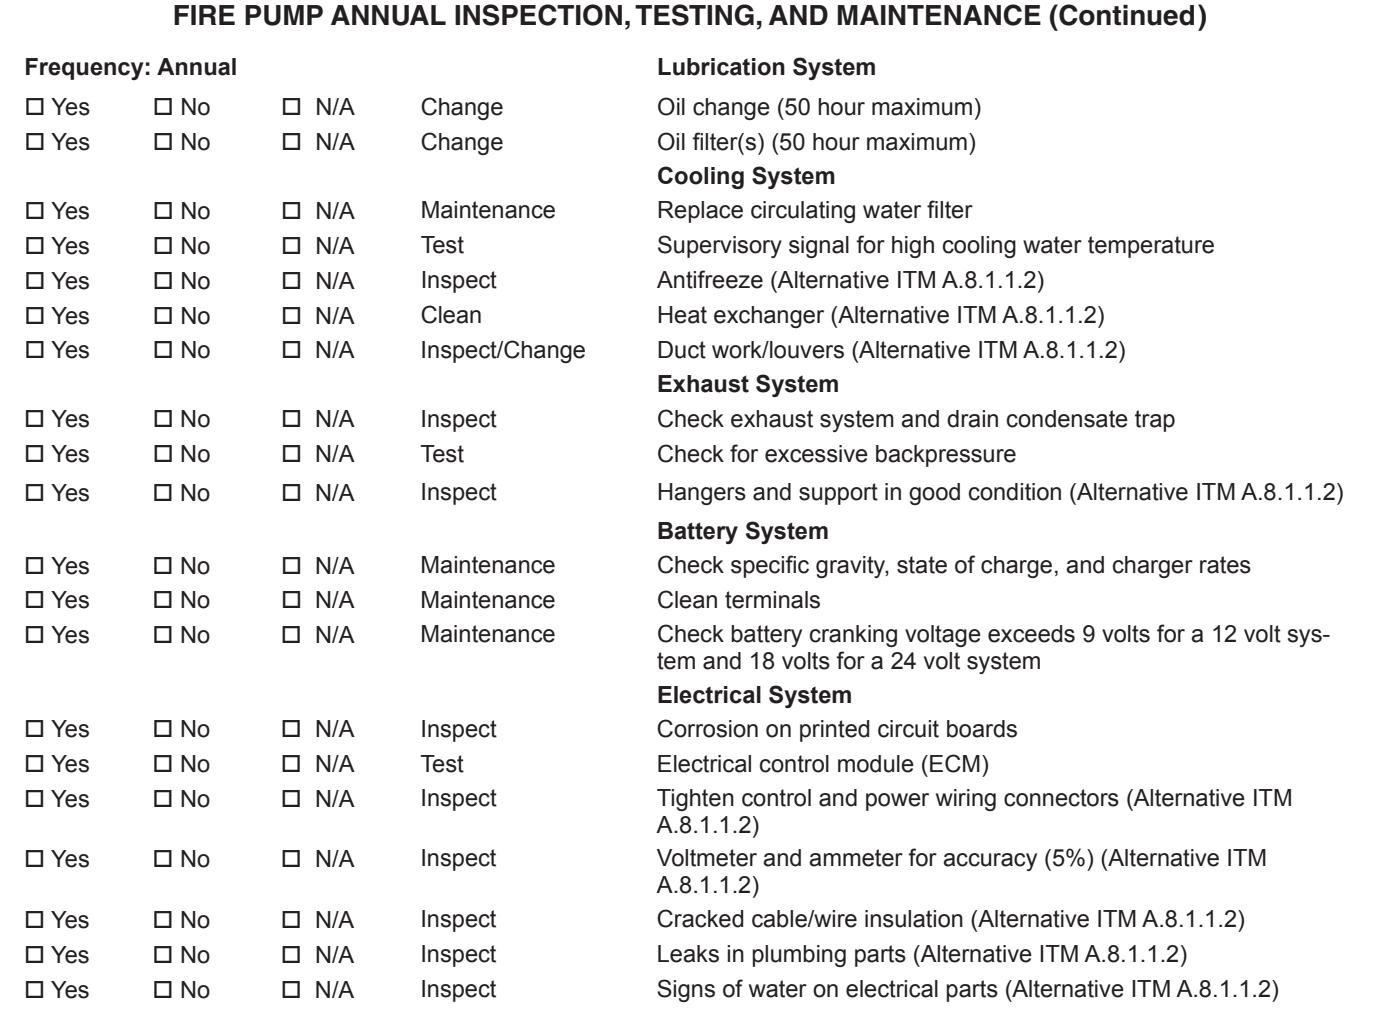 FIRE PUMP ANNUAL INSPECTION, TESTING, AND MAINTENANCE (Continued)
Frequency: Annual Lubrication System
☐ Yes ☐ No ☐ N/A Change Oil change (50 hour maximum)
☐ Yes ☐ No ☐ N/A Change Oil filter(s) (50 hour maximum)
Cooling System
☐ Yes ☐ No ☐ N/A Maintenance Replace circulating water filter
☐ Yes ☐ No ☐ N/A Test Supervisory signal for high cooling water temperature
☐ Yes ☐ No ☐ N/A Inspect Antifreeze (Alternative ITM A.8.1.1.2)
☐ Yes ☐ No ☐ N/A Clean Heat exchanger (Alternative ITM A.8.1.1.2)
☐ Yes ☐ No ☐ N/A Inspect/Change Duct work/louvers (Alternative ITM A.8.1.1.2)
Exhaust System
☐ Yes ☐ No ☐ N/A Inspect Check exhaust system and drain condensate trap
☐ Yes ☐ No ☐ N/A Test Check for excessive backpressure
☐ Yes ☐ No ☐ N/A Inspect Hangers and support in good condition (Alternative ITM A.8.1.1.2)
Battery System
☐ Yes ☐ No ☐ N/A Maintenance Check specific gravity, state of charge, and charger rates
☐ Yes ☐ No ☐ N/A Maintenance Clean terminals
☐ Yes ☐ No ☐ N/A Maintenance Check battery cranking voltage exceeds 9 volts for a 12 volt sys-
tem and 18 volts for a 24 volt system
Electrical System
☐ Yes ☐ No ☐ N/A Inspect Corrosion on printed circuit boards
☐ Yes ☐ No ☐ N/A Test Electrical control module (ECM)
☐ Yes ☐ No ☐ N/A Inspect Tighten control and power wiring connectors (Alternative ITM
A.8.1.1.2)
☐ Yes ☐ No ☐ N/A Inspect Voltmeter and ammeter for accuracy (5%) (Alternative ITM
A.8.1.1.2)
☐ Yes ☐ No ☐ N/A Inspect Cracked cable/wire insulation (Alternative ITM A.8.1.1.2)
☐ Yes ☐ No ☐ N/A Inspect Leaks in plumbing parts (Alternative ITM A.8.1.1.2)
☐ Yes ☐ No ☐ N/A Inspect Signs of water on electrical parts (Alternative ITM A.8.1.1.2)